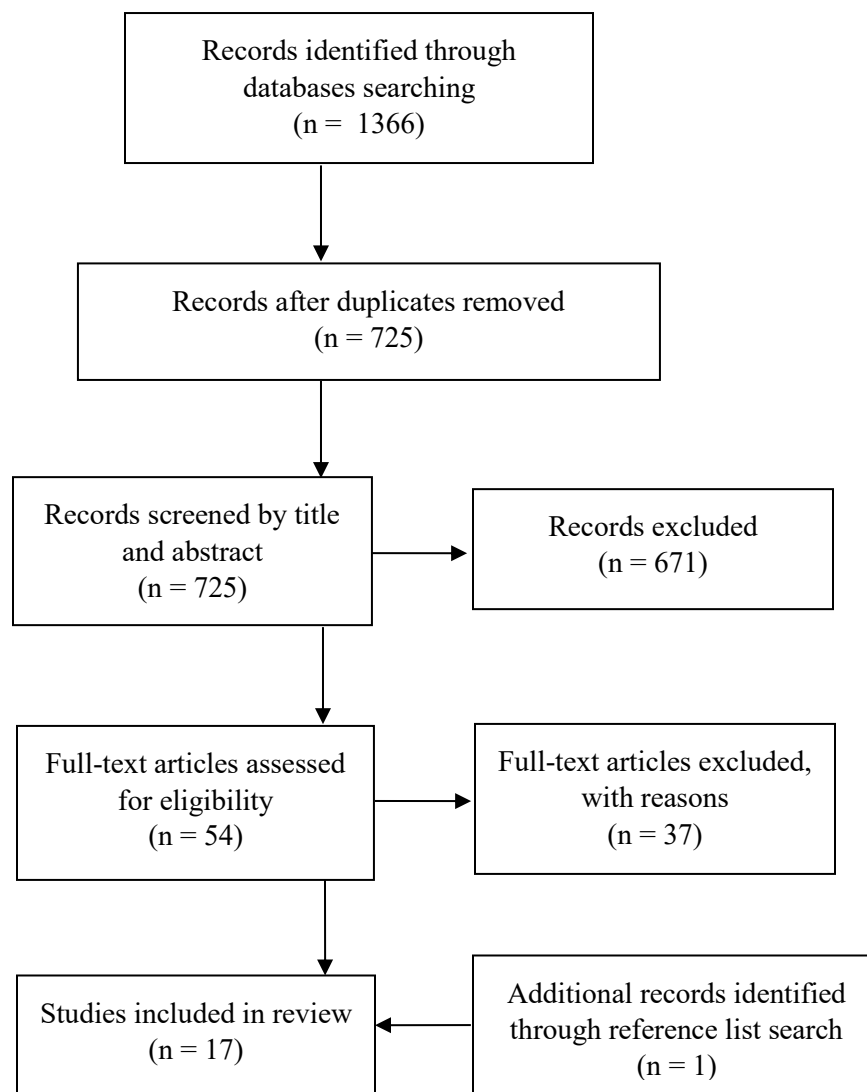 Records identified through
databases searching
(n =  1366)
Records after duplicates removed
(n = 725)
Records screened by title
and abstract
(n = 725)
Records excluded
(n = 671)
Full-text articles assessed
for eligibility
(n = 54)
Full-text articles excluded,
with reasons
(n = 37)
Studies included in review
(n = 17)
Additional records identified
through reference list search
(n = 1)